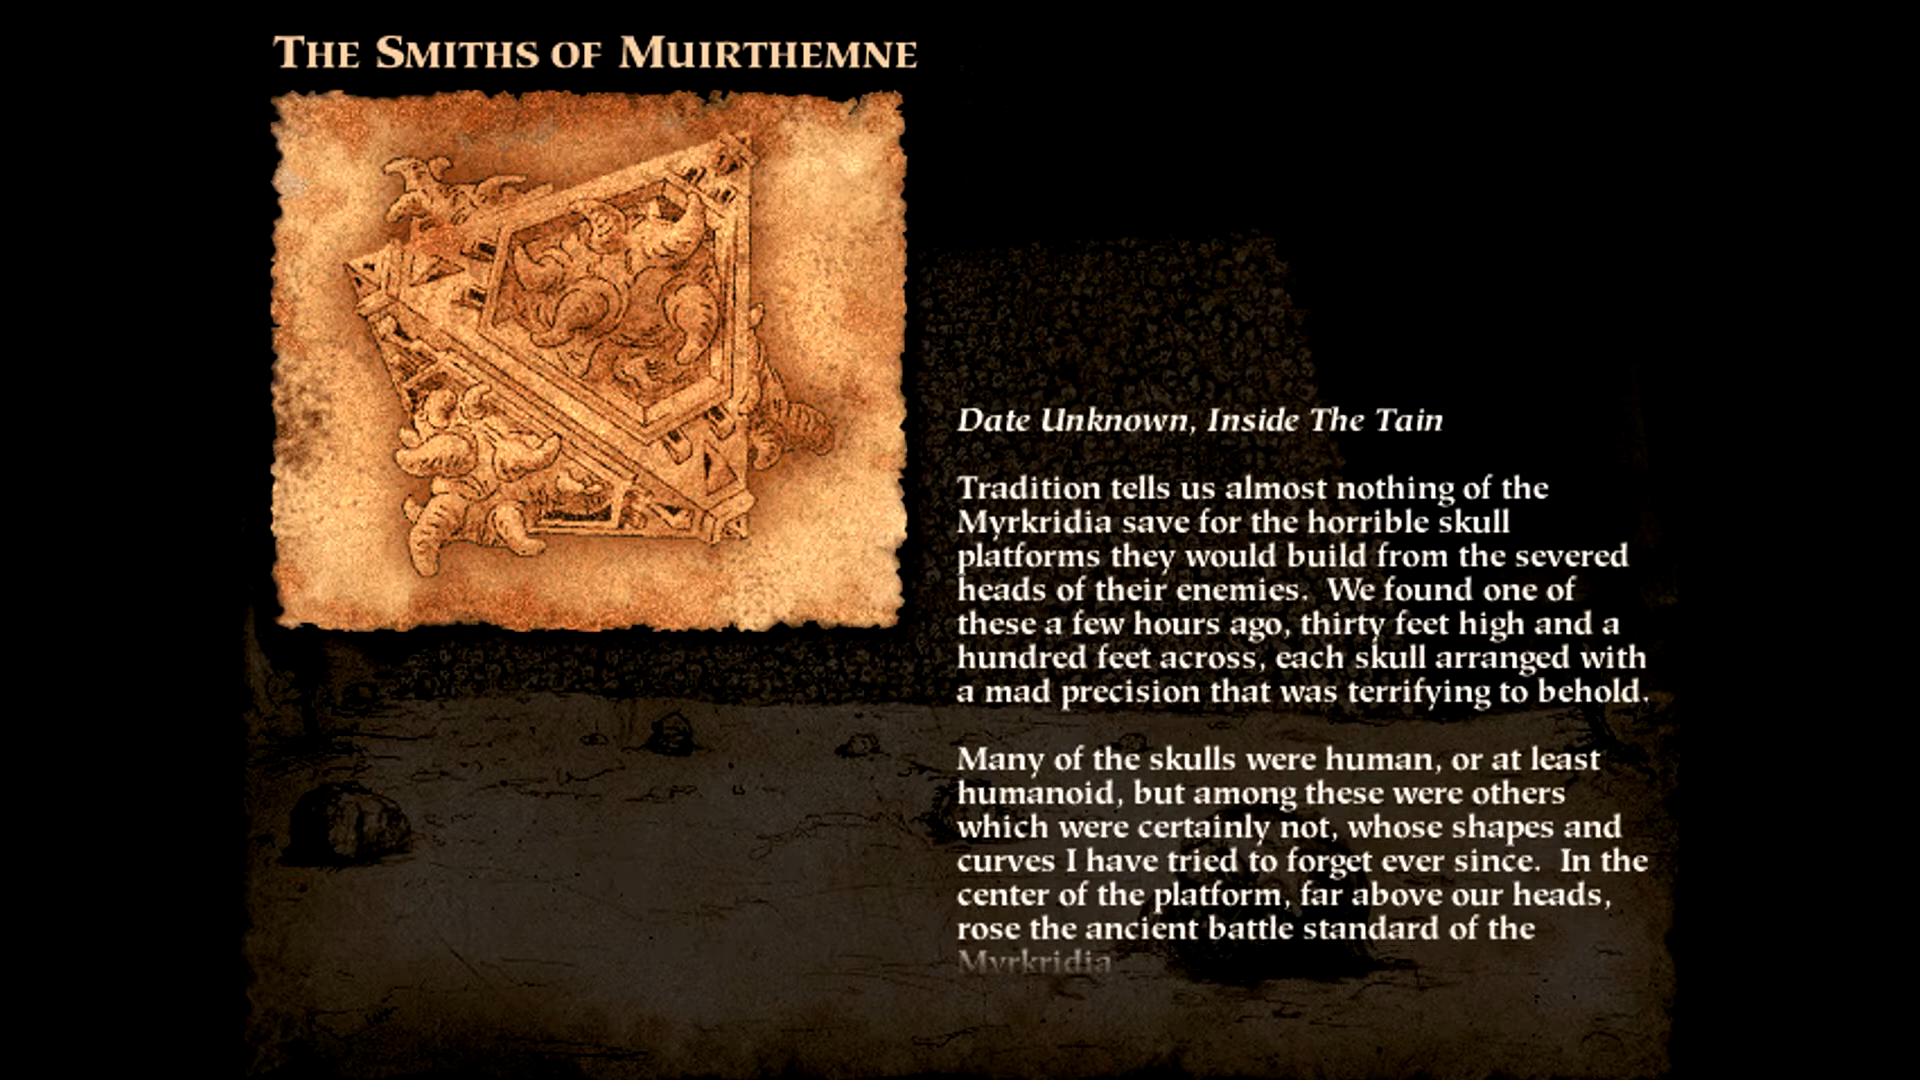 THE SMITHS OF MUIRTHEMNE
Date Unknown, Inside The Tain
Tradition tells us almost nothing of the
Myrkridia save for the horrible skull
platforms they would build from the severed
heads of their enemies.  We found one of
these a few hours ago, thirty feet high and a
hundred feet across, each skull arranged with
a mad precision that was terrifying to behold.
Many of the skulls were human, or at least
humanoid, but among these were others
which were certainly not, whose shapes and
curves I have tried to forget ever since.  In the
center of the platform, far above our heads,
rose the ancient battle standard of the
Myrkridia